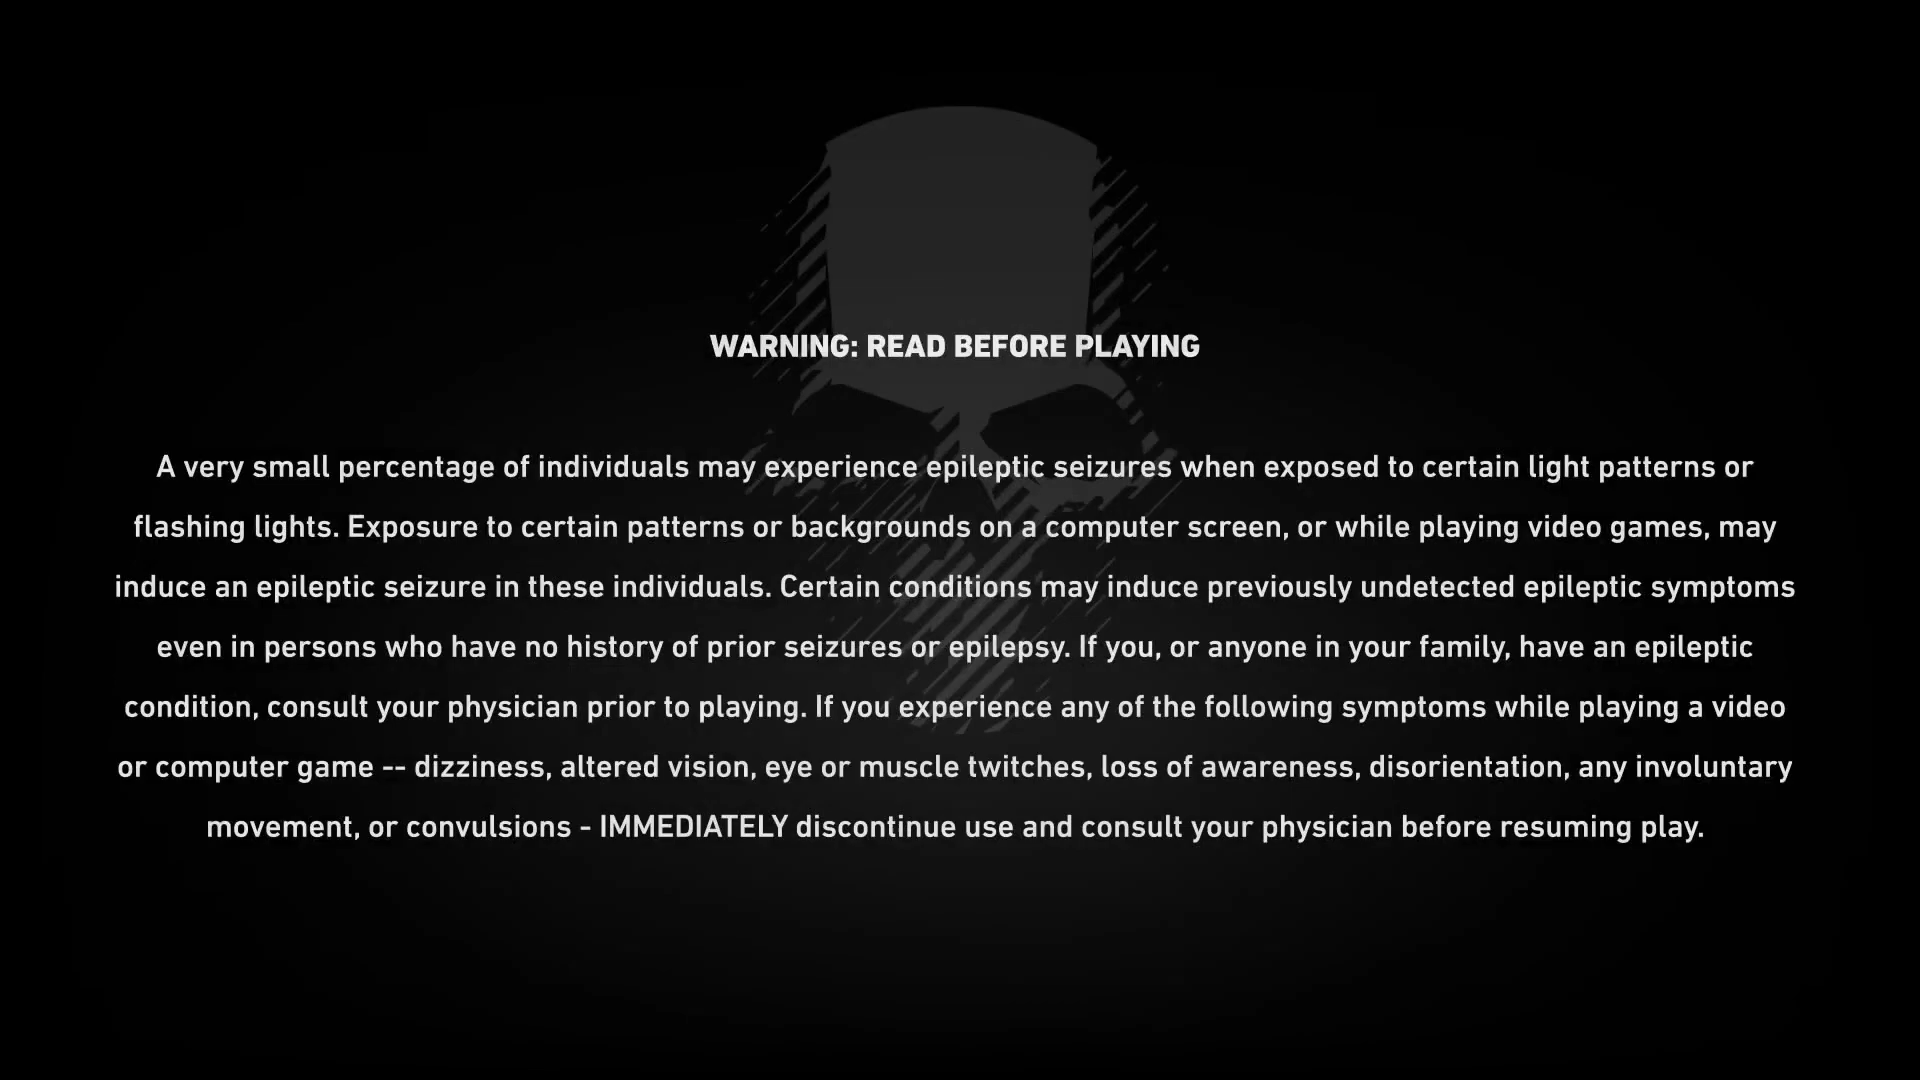 WARNING: READ BEFORE PLAYING
A very small percentage of individuals may experience epileptic seizures when exposed to certain light patterns or
flashing lights. Exposure to certain patterns or backgrounds on a computer screen, or while playing video games, may
induce an epileptic seizure in these individuals. Certain conditions may induce previously undetected epileptic symptoms
even in persons who have no history of prior seizures or epilepsy. If you, or anyone in your family, have an epileptic
condition, consult your physician prior to playing. If you experience any of the following symptoms while playing a video
or computer game -- dizziness, altered vision, eye or muscle twitches, loss of awareness, disorientation, any involuntary
movement, or convulsions - IMMEDIATELY discontinue use and consult your physician before resuming play.